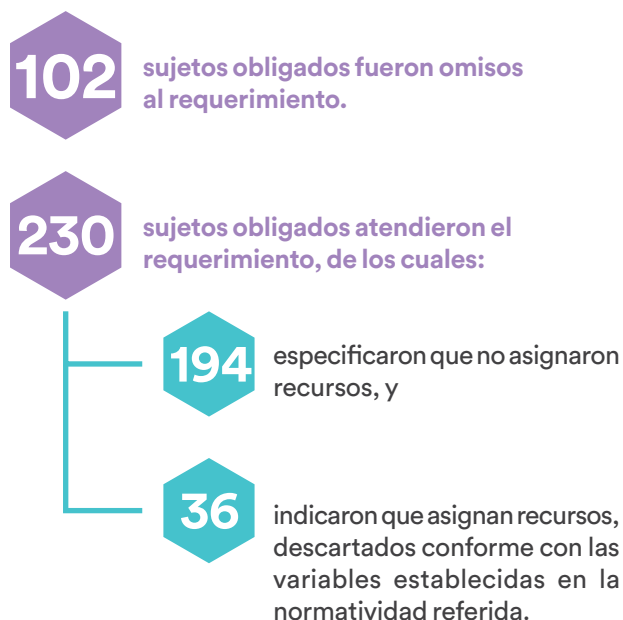 102
sujetos obligados fueron omisos
al requerimiento.
230
sujetos obligados atendieron el
requerimiento, de los cuales:
194
especificaron que no asignaron
recursos, y
36
indicaron que asignan recursos,
descartados conforme con las
variables establecidas en la
normatividad referida.